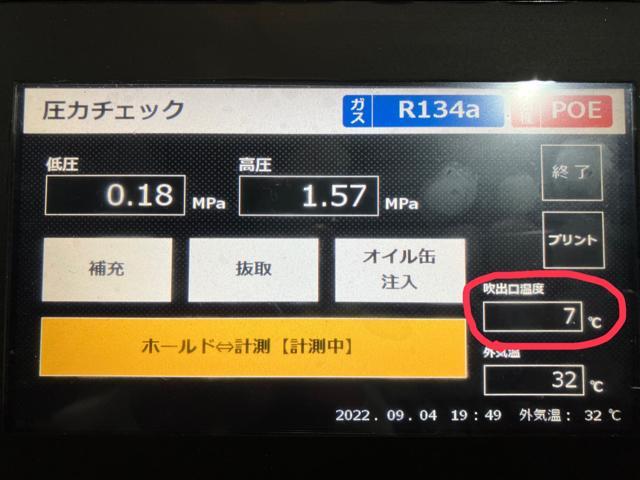 圧力チェック ガス R134a POE
低圧 高圧 終了
0.18 MPa 1.57 MPa
プリント
補充 抜取 オイル缶
注入
吹出口温度
7 ℃
ホールド⇔計測【計測中】
外気温
32 ℃
2022.09.04 19:49 外気温: 32 ℃